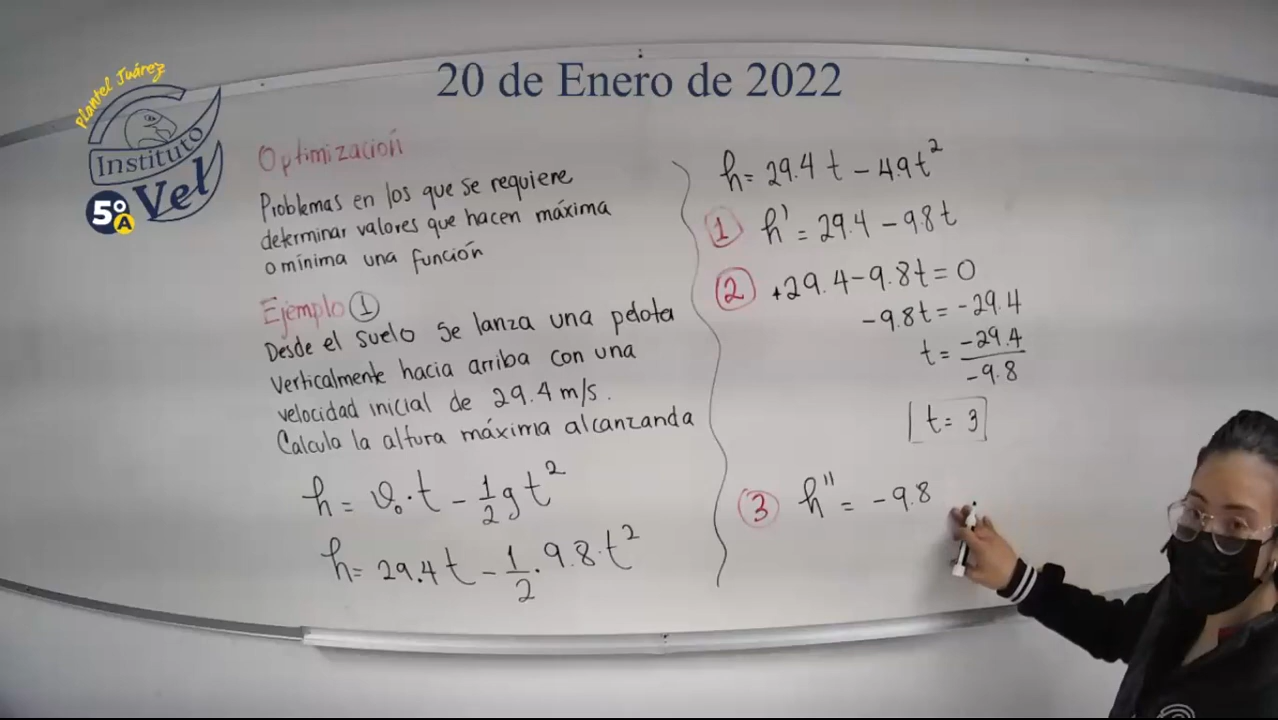 20 de Enero de 2022
Plantel Juárez
Instituto
Vel
5º A
Optimización
Problemas en los que se requiere
determinar valores que hacen máxima
o mínima una función
Ejemplo 1
Desde el suelo se lanza una pelota
verticalmente hacia arriba con una
velocidad inicial de 29.4 m/s.
Calcula la altura máxima alcanzanda
h = v₀·t - 1/2 g t²
h = 29.4 t - 1/2 · 9.8 · t²
h = 29.4 t - 4.9 t²
1 h' = 29.4 - 9.8 t
2 +29.4 - 9.8 t = 0
-9.8 t = -29.4
t = -29.4 / -9.8
t = 3
3 h'' = -9.8